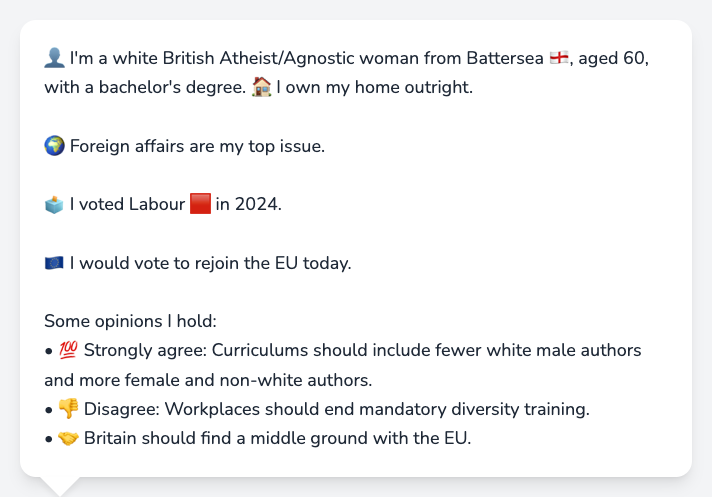 👤 I'm a white British Atheist/Agnostic woman from Battersea 🏴󠁧󠁢󠁥󠁮󠁧󠁿, aged 60,
with a bachelor's degree. 🏠 I own my home outright.
🌍 Foreign affairs are my top issue.
🗳️ I voted Labour 🟥 in 2024.
🇪🇺 I would vote to rejoin the EU today.
Some opinions I hold:
• 💯 Strongly agree: Curriculums should include fewer white male authors
and more female and non-white authors.
• 👎 Disagree: Workplaces should end mandatory diversity training.
• 🤝 Britain should find a middle ground with the EU.